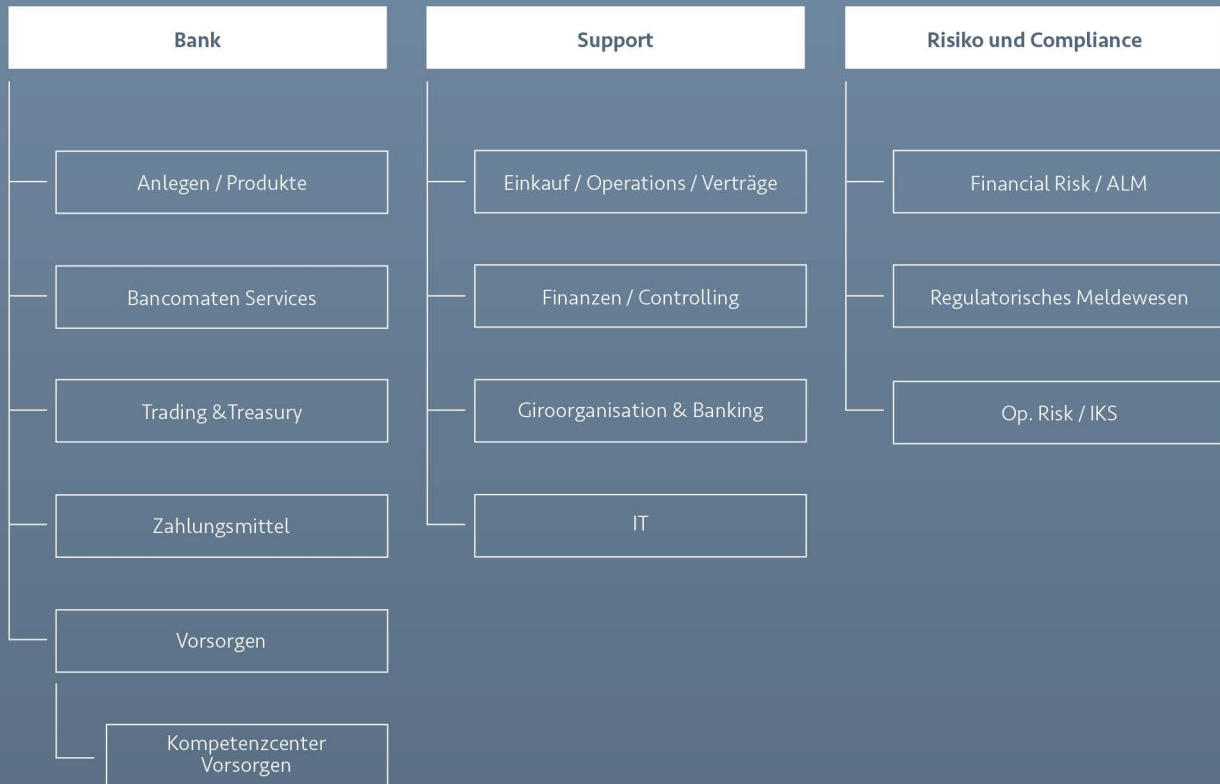 Bank
Anlegen / Produkte
Bancomaten Services
Trading &Treasury
Zahlungsmittel
Vorsorgen
Kompetenzcenter
Vorsorgen
Support
Einkauf / Operations / Verträge
Finanzen / Controlling
Giroorganisation & Banking
IT
Risiko und Compliance
Financial Risk / ALM
Regulatorisches Meldewesen
Op. Risk / IKS